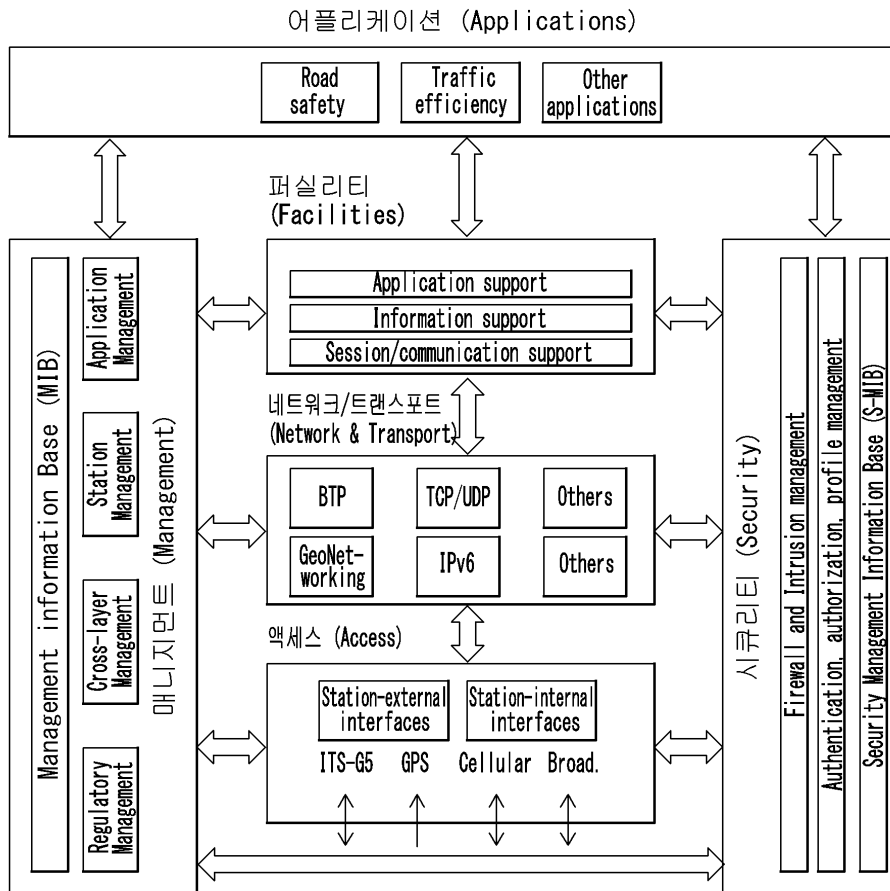 어플리케이션 (Applications)
Road
safety
Traffic
efficiency
Other
applications
퍼실리티
(Facilities)
Application support
Information support
Session/communication support
네트워크/트랜스포트
(Network & Transport)
BTP
TCP/UDP
Others
GeoNet-
working
IPv6
Others
액세스 (Access)
Station-external
interfaces
Station-internal
interfaces
ITS-G5
GPS
Cellular
Broad.
Management information Base (MIB)
Application
Management
Station
Management
Cross-layer
Management
Regulatory
Management
매니지먼트 (Management)
시큐리티 (Security)
Firewall and Intrusion management
Authentication, authorization, profile management
Security Management Information Base (S-MIB)